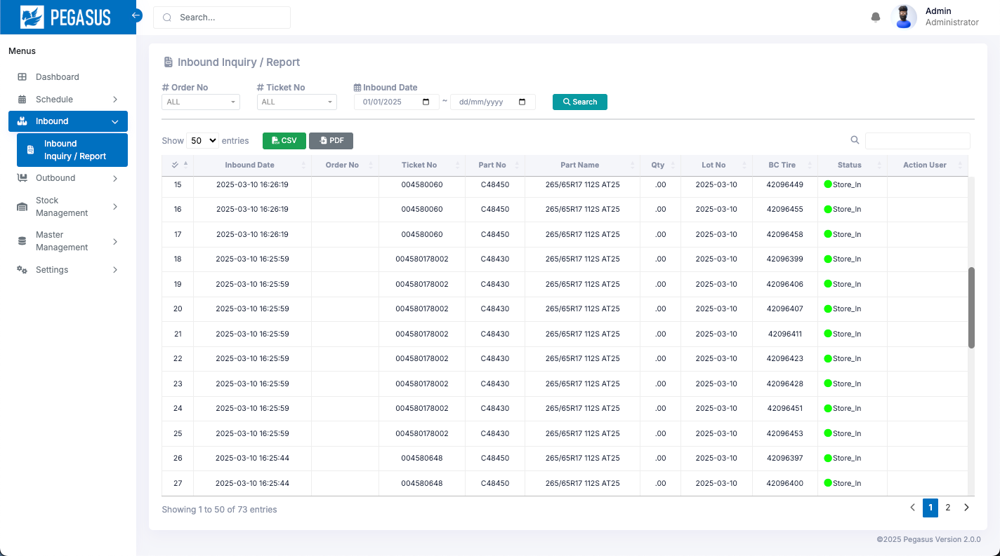 PEGASUS
Search...
Admin
Administrator
Menus
Dashboard
Schedule
Inbound
Inbound
Inquiry / Report
Outbound
Stock
Management
Master
Management
Settings
Inbound Inquiry / Report
# Order No # Ticket No Inbound Date
ALL ALL 01/01/2025 ~ dd/mm/yyyy Search
Show 50 entries CSV PDF
Inbound Date Order No Ticket No Part No Part Name Qty Lot No BC Tire Status Action User
15 2025-03-10 16:26:19 004580060 C48450 265/65R17 112S AT25 .00 2025-03-10 42096449 Store_In
16 2025-03-10 16:26:19 004580060 C48450 265/65R17 112S AT25 .00 2025-03-10 42096455 Store_In
17 2025-03-10 16:26:19 004580060 C48450 265/65R17 112S AT25 .00 2025-03-10 42096458 Store_In
18 2025-03-10 16:25:59 004580178002 C48430 265/65R17 112S AT25 .00 2025-03-10 42096399 Store_In
19 2025-03-10 16:25:59 004580178002 C48430 265/65R17 112S AT25 .00 2025-03-10 42096406 Store_In
20 2025-03-10 16:25:59 004580178002 C48430 265/65R17 112S AT25 .00 2025-03-10 42096407 Store_In
21 2025-03-10 16:25:59 004580178002 C48430 265/65R17 112S AT25 .00 2025-03-10 42096411 Store_In
22 2025-03-10 16:25:59 004580178002 C48430 265/65R17 112S AT25 .00 2025-03-10 42096423 Store_In
23 2025-03-10 16:25:59 004580178002 C48430 265/65R17 112S AT25 .00 2025-03-10 42096428 Store_In
24 2025-03-10 16:25:59 004580178002 C48430 265/65R17 112S AT25 .00 2025-03-10 42096451 Store_In
25 2025-03-10 16:25:59 004580178002 C48430 265/65R17 112S AT25 .00 2025-03-10 42096453 Store_In
26 2025-03-10 16:25:44 004580648 C48450 265/65R17 112S AT25 .00 2025-03-10 42096397 Store_In
27 2025-03-10 16:25:44 004580648 C48450 265/65R17 112S AT25 .00 2025-03-10 42096400 Store_In
Showing 1 to 50 of 73 entries
1 2
©2025 Pegasus Version 2.0.0